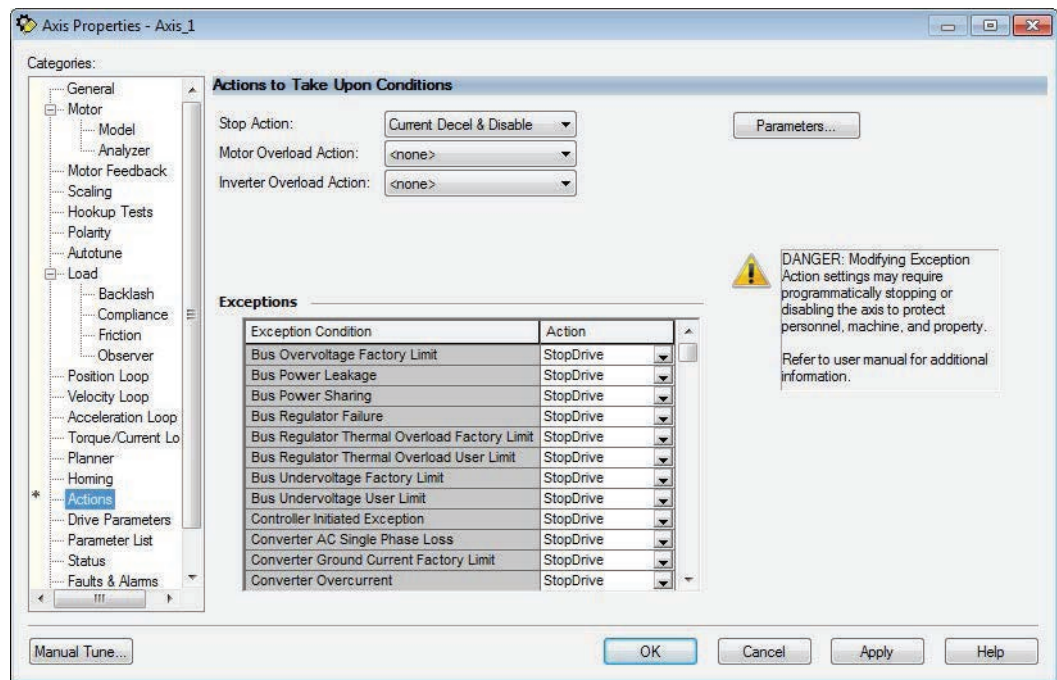 Axis Properties - Axis_1
Categories:
General
Motor
Model
Analyzer
Motor Feedback
Scaling
Hookup Tests
Polarity
Autotune
Load
Backlash
Compliance
Friction
Observer
Position Loop
Velocity Loop
Acceleration Loop
Torque/Current Lo
Planner
Homing
* Actions
Drive Parameters
Parameter List
Status
Faults & Alarms
Actions to Take Upon Conditions
Stop Action: Current Decel & Disable
Parameters...
Motor Overload Action: <none>
Inverter Overload Action: <none>
DANGER: Modifying Exception
Action settings may require
programmatically stopping or
disabling the axis to protect
personnel, machine, and property.
Refer to user manual for additional
information.
Exceptions
Exception Condition Action
Bus Overvoltage Factory Limit StopDrive
Bus Power Leakage StopDrive
Bus Power Sharing StopDrive
Bus Regulator Failure StopDrive
Bus Regulator Thermal Overload Factory Limit StopDrive
Bus Regulator Thermal Overload User Limit StopDrive
Bus Undervoltage Factory Limit StopDrive
Bus Undervoltage User Limit StopDrive
Controller Initiated Exception StopDrive
Converter AC Single Phase Loss StopDrive
Converter Ground Current Factory Limit StopDrive
Converter Overcurrent StopDrive
Manual Tune... OK Cancel Apply Help